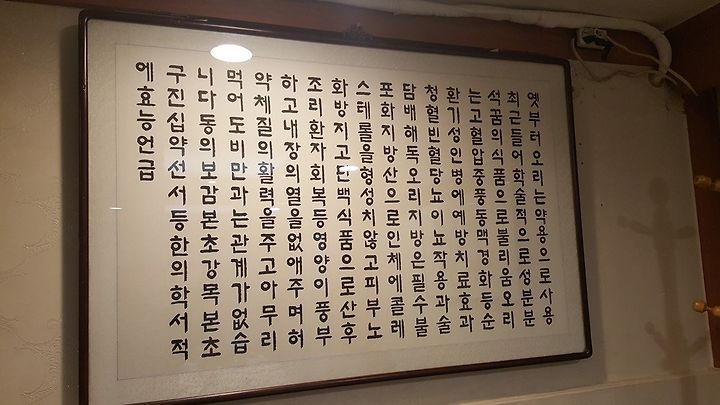 옛부터오리는약용으로사용
최근들어학술적으로성분분
석꿈의식품으로불리움오리
는고혈압중풍동맥경화등순
환기성인병에예방치료효과
청혈빈혈당뇨이뇨작용과술
담배해독오리지방은필수불
포화지방산으로인체에콜레
스테롤을형성치않고피부노
화방지고단백식품으로산후
조리환자회복등영양이풍부
하고내장의열을없애주며허
약체질의활력을주고아무리
먹어도비만과는관계가없습
니다동의보감본초강목본초
구진십약선서등한의학서적
에효능언급